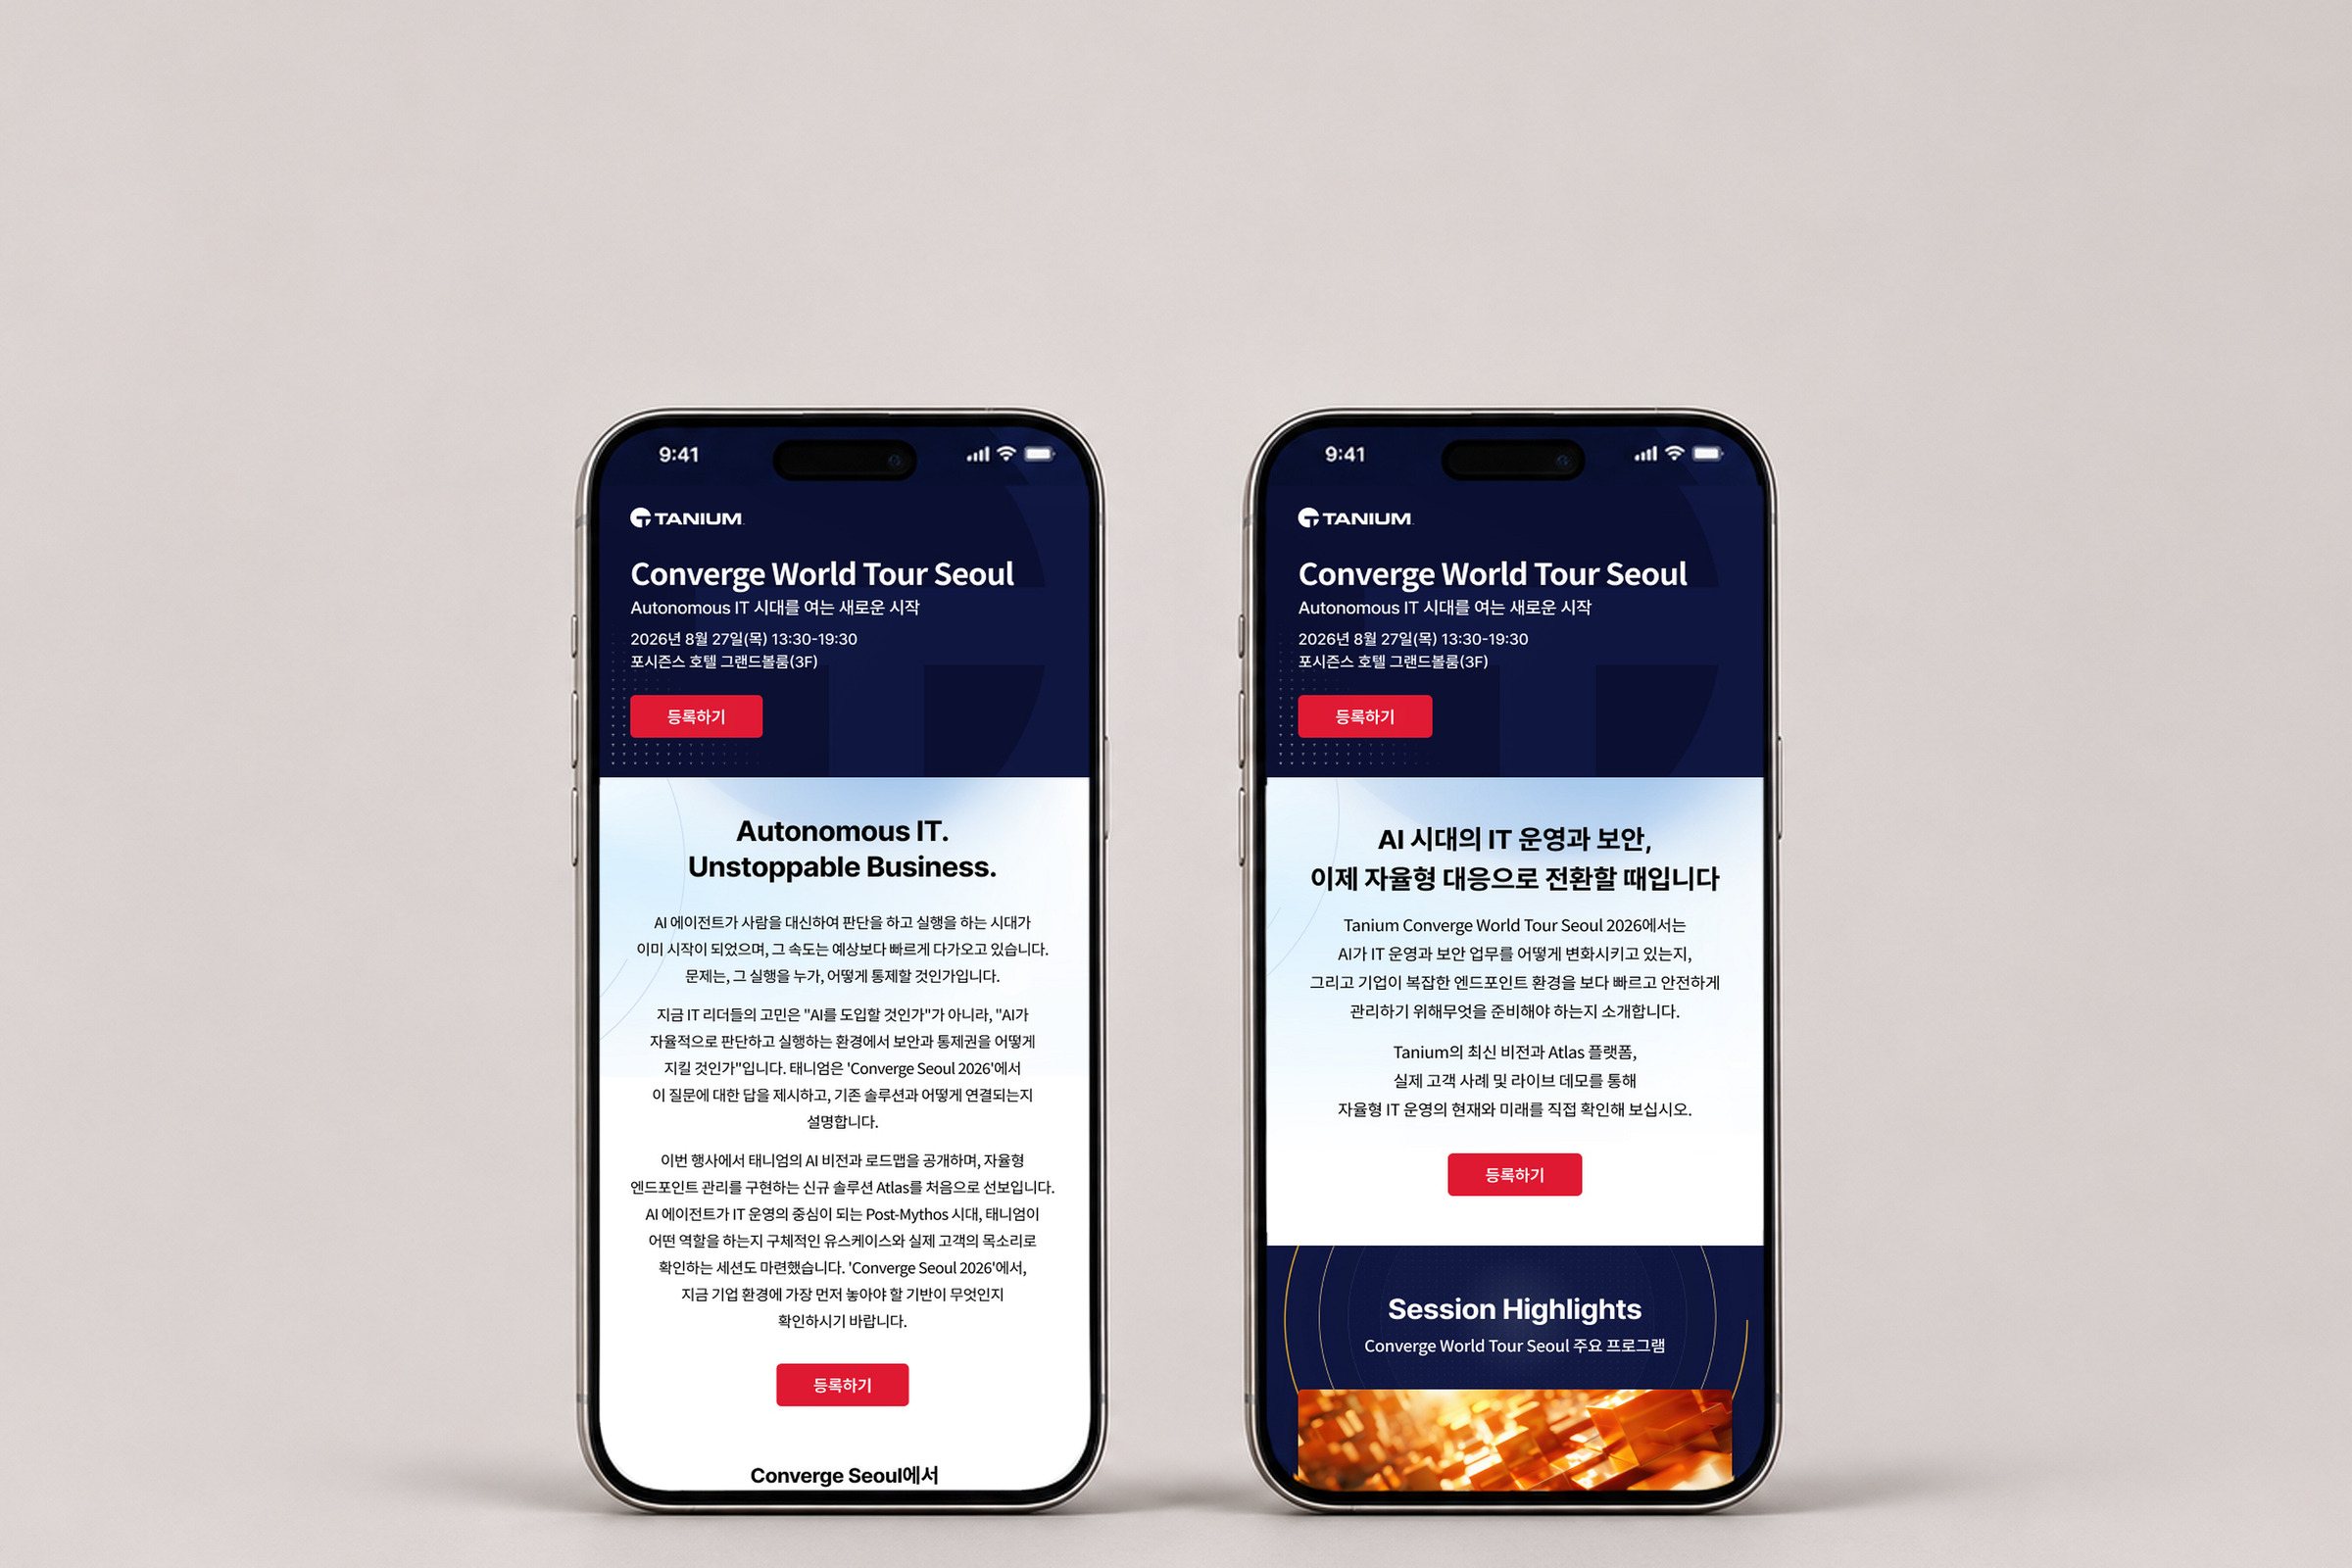 9:41
TANIUM
Converge World Tour Seoul
Autonomous IT 시대를 여는 새로운 시작
2026년 8월 27일(목) 13:30-19:30
포시즌스 호텔 그랜드볼룸(3F)
등록하기
Autonomous IT.
Unstoppable Business.
AI 에이전트가 사람을 대신하여 판단을 하고 실행을 하는 시대가
이미 시작이 되었으며, 그 속도는 예상보다 빠르게 다가오고 있습니다.
문제는, 그 실행을 누가, 어떻게 통제할 것인가입니다.
지금 IT 리더들의 고민은 "AI를 도입할 것인가"가 아니라, "AI가
자율적으로 판단하고 실행하는 환경에서 보안과 통제권을 어떻게
지킬 것인가"입니다. 태니엄은 'Converge Seoul 2026'에서
이 질문에 대한 답을 제시하고, 기존 솔루션과 어떻게 연결되는지
설명합니다.
이번 행사에서 태니엄의 AI 비전과 로드맵을 공개하며, 자율형
엔드포인트 관리를 구현하는 신규 솔루션 Atlas를 처음으로 선보입니다.
AI 에이전트가 IT 운영의 중심이 되는 Post-Mythos 시대, 태니엄이
어떤 역할을 하는지 구체적인 유스케이스와 실제 고객의 목소리로
확인하는 세션도 마련했습니다. 'Converge Seoul 2026'에서,
지금 기업 환경에 가장 먼저 놓아야 할 기반이 무엇인지
확인하시기 바랍니다.
등록하기
Converge Seoul에서
9:41
TANIUM
Converge World Tour Seoul
Autonomous IT 시대를 여는 새로운 시작
2026년 8월 27일(목) 13:30-19:30
포시즌스 호텔 그랜드볼룸(3F)
등록하기
AI 시대의 IT 운영과 보안,
이제 자율형 대응으로 전환할 때입니다
Tanium Converge World Tour Seoul 2026에서는
AI가 IT 운영과 보안 업무를 어떻게 변화시키고 있는지,
그리고 기업이 복잡한 엔드포인트 환경을 보다 빠르고 안전하게
관리하기 위해무엇을 준비해야 하는지 소개합니다.
Tanium의 최신 비전과 Atlas 플랫폼,
실제 고객 사례 및 라이브 데모를 통해
자율형 IT 운영의 현재와 미래를 직접 확인해 보십시오.
등록하기
Session Highlights
Converge World Tour Seoul 주요 프로그램